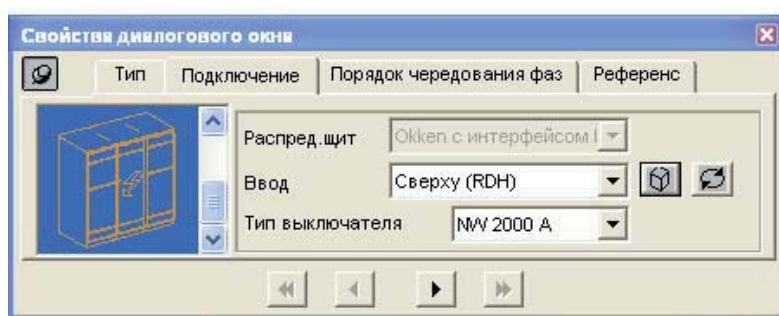 Свойства диалогового окна
Тип Подключение Порядок чередования фаз Референс
Распред.щит Okken с интерфейсом
Ввод Сверху (RDH)
Тип выключателя NW 2000 A